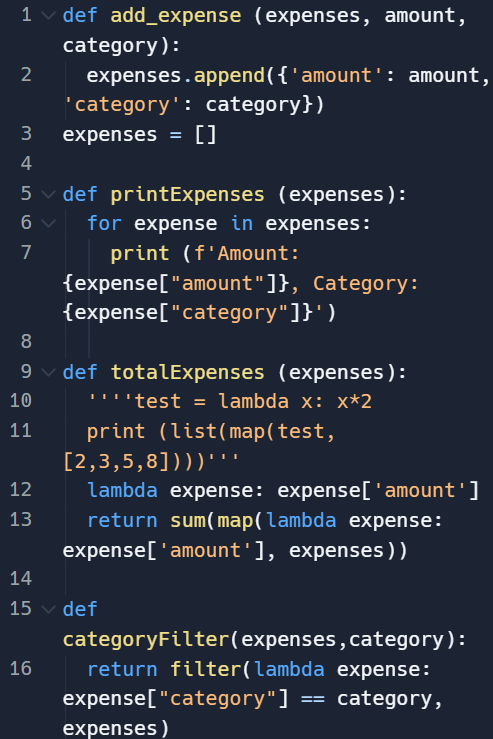 1 def add_expense (expenses, amount,
category):
2 expenses.append({'amount': amount,
'category': category})
3 expenses = []
4
5 def printExpenses (expenses):
6 for expense in expenses:
7 print (f'Amount:
{expense["amount"]}, Category:
{expense["category"]}')
8
9 def totalExpenses (expenses):
10 ''''test = lambda x: x*2
11 print (list(map(test,
[2,3,5,8])))'''
12 lambda expense: expense['amount']
13 return sum(map(lambda expense:
expense['amount'], expenses))
14
15 def
categoryFilter(expenses,category):
16 return filter(lambda expense:
expense["category"] == category,
expenses)